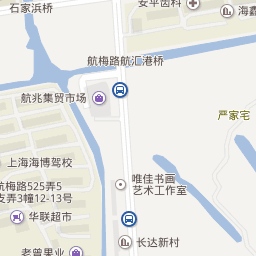 石家浜桥
安平齿科
海鑫
航梅路航汇港桥
航兆集贸市场
严家宅
上海海博驾校
航梅路525弄5
支弄3幢12-13号
唯佳书画
艺术工作室
华联超市
老曾果业
长达新村